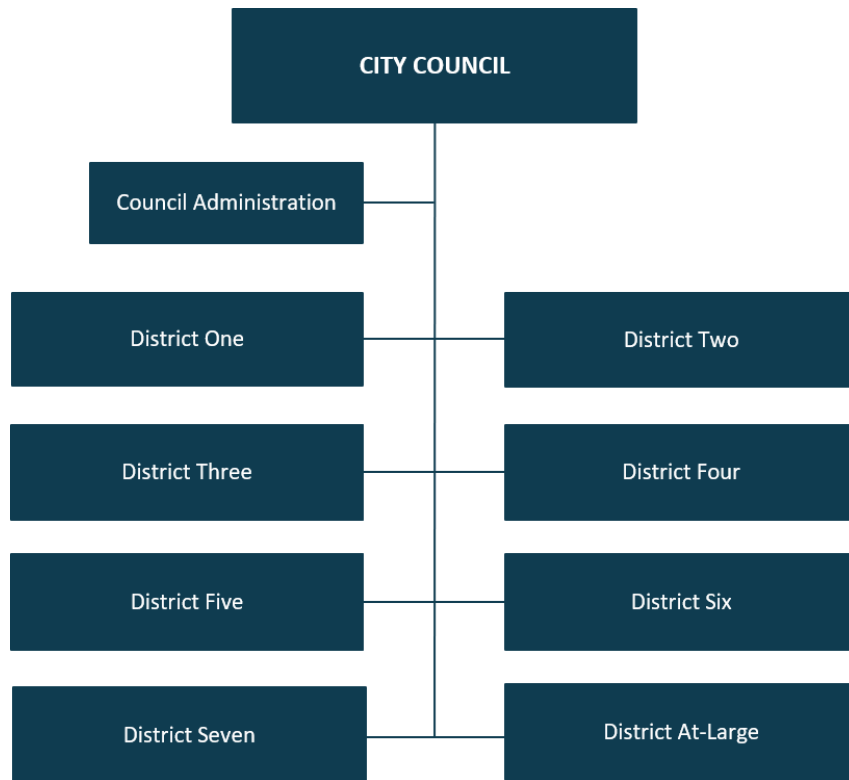 CITY COUNCIL
Council Administration
District One
District Two
District Three
District Four
District Five
District Six
District Seven
District At-Large